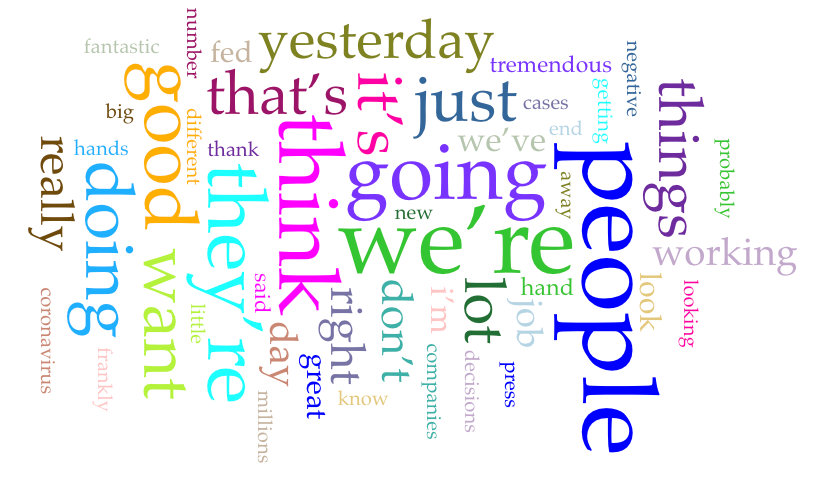 yesterday
fantastic
number
fed
tremendous
negative
good
that's
it's
just
cases
getting
things
big
different
think
we've
end
people
probably
really
hands
thank
going
away
doing
they're
new
we're
working
want
said
right
don't
i'm
lot
hand
job
look
looking
coronavirus
little
day
frankly
great
know
companies
decisions
press
millions